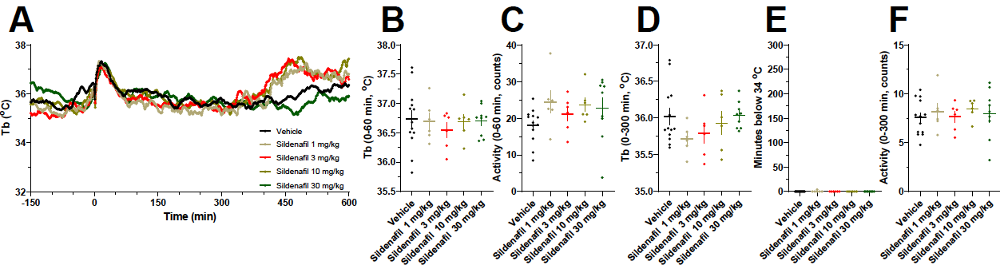 A
Tb (°C)
38
36
34
32
-150
0
150
300
450
600
Time (min)
Vehicle
Sildenafil 1 mg/kg
Sildenafil 3 mg/kg
Sildenafil 10 mg/kg
Sildenafil 30 mg/kg
B
Tb (0-60 min, °C)
38.0
37.5
37.0
36.5
36.0
35.5
Vehicle
Sildenafil 1 mg/kg
Sildenafil 3 mg/kg
Sildenafil 10 mg/kg
Sildenafil 30 mg/kg
C
Activity (0-60 min, counts)
40
30
20
10
0
Vehicle
Sildenafil 1 mg/kg
Sildenafil 3 mg/kg
Sildenafil 10 mg/kg
Sildenafil 30 mg/kg
D
Tb (0-300 min, °C)
37.0
36.5
36.0
35.5
35.0
Vehicle
Sildenafil 1 mg/kg
Sildenafil 3 mg/kg
Sildenafil 10 mg/kg
Sildenafil 30 mg/kg
E
Minutes below 34 °C
300
250
200
150
100
50
0
Vehicle
Sildenafil 1 mg/kg
Sildenafil 3 mg/kg
Sildenafil 10 mg/kg
Sildenafil 30 mg/kg
F
Activity (0-300 min, counts)
15
10
5
0
Vehicle
Sildenafil 1 mg/kg
Sildenafil 3 mg/kg
Sildenafil 10 mg/kg
Sildenafil 30 mg/kg